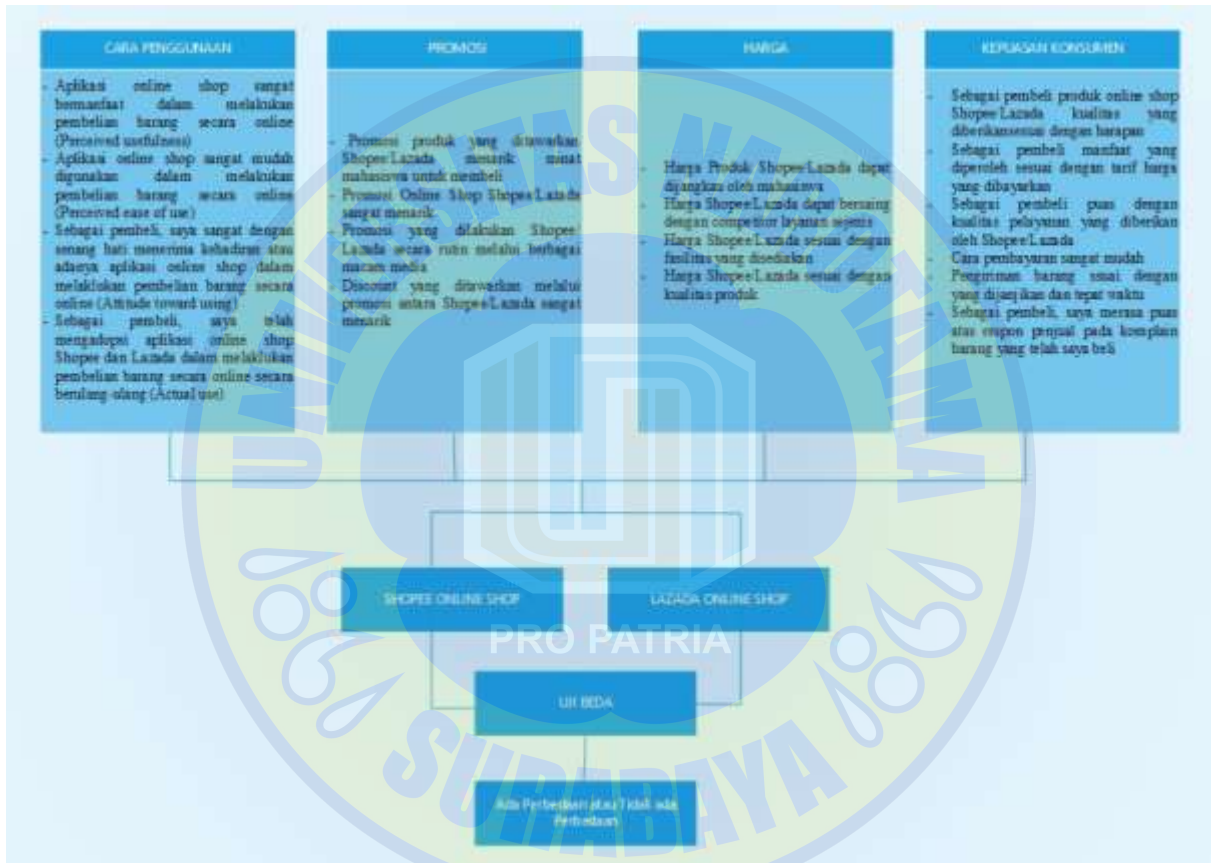 CARA PENGGUNAAN
- Aplikasi online shop sangat
bermanfaat dalam melakukan
pembelian barang secara online
(Perceived usefulness)
- Aplikasi online shop sangat mudah
digunakan dalam melakukan
pembelian barang secara online
(Perceived ease of use)
- Sebagai pembeli, saya sangat dengan
senang hati menerima kehadiran atau
adanya aplikasi online shop dalam
melaklukan pembelian barang secara
online (Attitude toward using)
- Sebagai pembeli, saya telah
mengadopsi aplikasi online shop
Shopee dan Lazada dalam melaklukan
pembelian barang secara online secara
berulang-ulang (Actual use)
PROMOSI
- Promosi produk yang ditawarkan
Shopee/Lazada menarik minat
mahasiswa untuk membeli
- Promosi Online Shop Shopee/Lazada
sangat menarik
- Promosi yang dilakukan Shopee/
Lazada secara rutin melalui berbagai
macam media
- Discount yang ditawarkan melalui
promosi antara Shopee/Lazada sangat
menarik
HARGA
- Harga Produk Shopee/Lazada dapat
dijangkau oleh mahasiswa
- Harga Shopee/Lazada dapat bersaing
dengan competitor layanan sejenis
- Harga Shopee/Lazada sesuai dengan
fasilitas yang disediakan
- Harga Shopee/Lazada sesuai dengan
kualitas produk
KEPUASAN KONSUMEN
- Sebagai pembeli produk online shop
Shopee/Lazada kualitas yang
diberikansesuai dengan harapan
- Sebagai pembeli manfaat yang
diperoleh sesuai dengan tarif harga
yang dibayarkan
- Sebagai pembeli puas dengan
kualitas pelayanan yang diberikan
oleh Shopee/Lazada
- Cara pembayaran sangat mudah
- Pengiriman barang dengan
yang dijanjikan dan tepat waktu
- Sebagai pembeli, saya merasa puas
atas penjual pada komplain
barang yang telah saya beli
SHOPEE ONLINE SHOP
LAZADA ONLINE SHOP
UJI BEDA
Ada Perbedaan atau Tidak ada
Perbedaan
UNIVERSITAS NAROTAMA
PRO PATRIA
SURABAYA